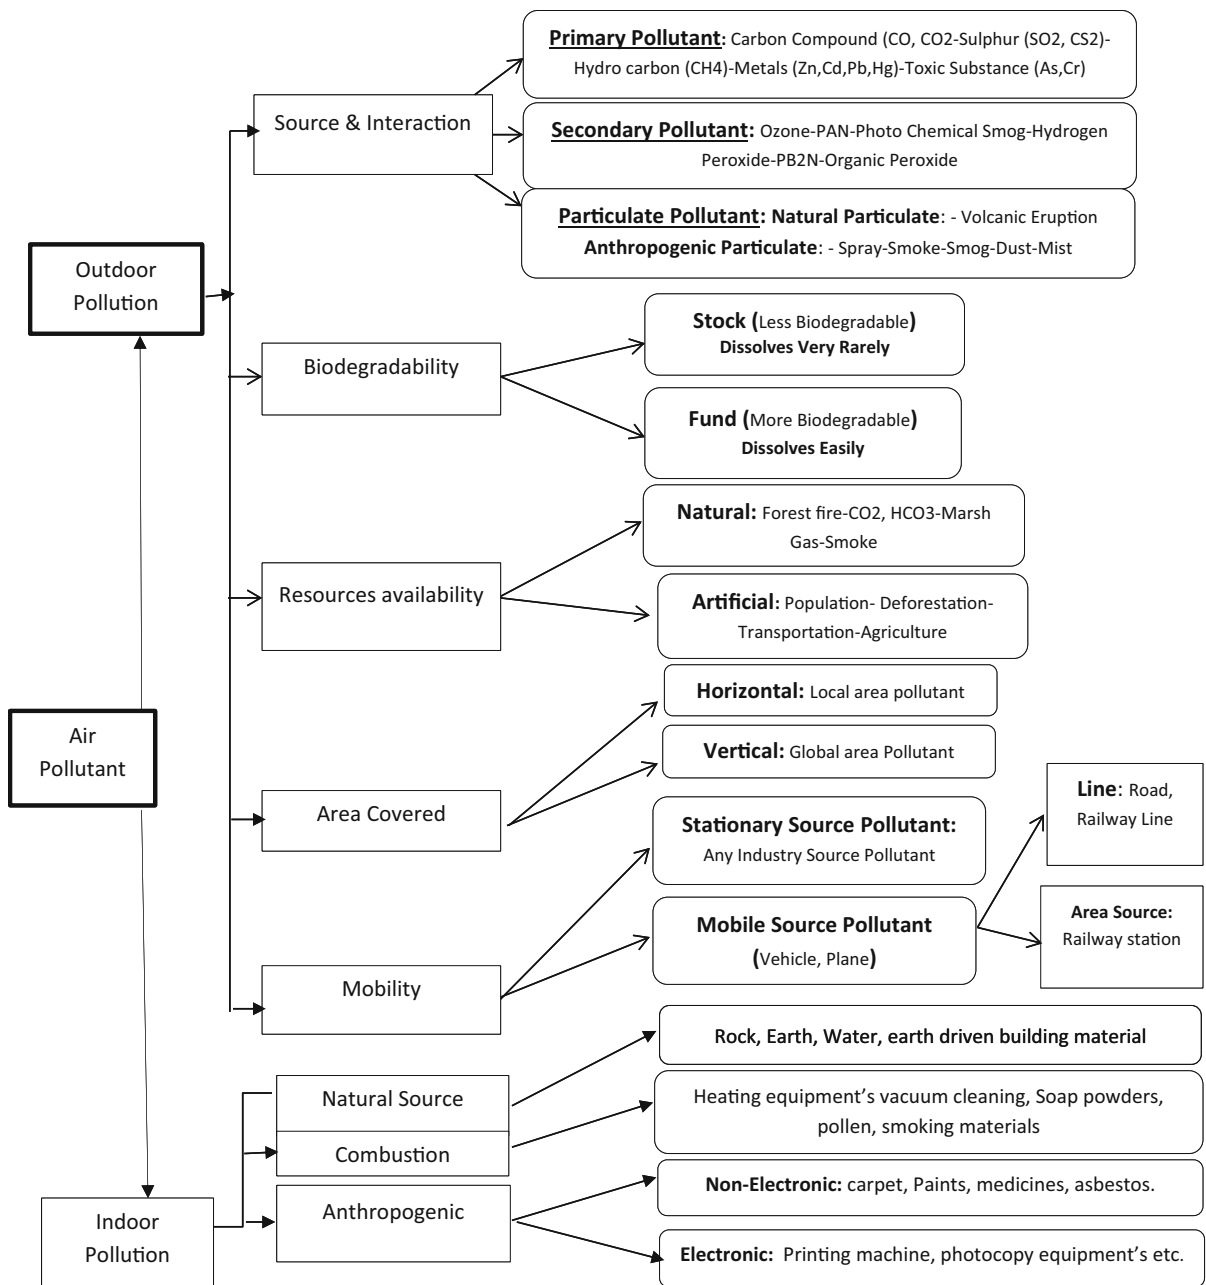 Primary Pollutant: Carbon Compound (CO, CO2-Sulphur (SO2, CS2)-
Hydro carbon (CH4)-Metals (Zn,Cd,Pb,Hg)-Toxic Substance (As,Cr)
Source & Interaction
Secondary Pollutant: Ozone-PAN-Photo Chemical Smog-Hydrogen
Peroxide-PB2N-Organic Peroxide
Particulate Pollutant: Natural Particulate: - Volcanic Eruption
Anthropogenic Particulate: - Spray-Smoke-Smog-Dust-Mist
Outdoor
Pollution
Stock (Less Biodegradable)
Dissolves Very Rarely
Biodegradability
Fund (More Biodegradable)
Dissolves Easily
Natural: Forest fire-CO2, HCO3-Marsh
Gas-Smoke
Resources availability
Artificial: Population- Deforestation-
Transportation-Agriculture
Horizontal: Local area pollutant
Air
Pollutant
Vertical: Global area Pollutant
Area Covered
Line: Road,
Railway Line
Stationary Source Pollutant:
Any Industry Source Pollutant
Mobile Source Pollutant
(Vehicle, Plane)
Area Source:
Railway station
Mobility
Rock, Earth, Water, earth driven building material
Natural Source
Heating equipment’s vacuum cleaning, Soap powders,
pollen, smoking materials
Combustion
Non-Electronic: carpet, Paints, medicines, asbestos.
Anthropogenic
Indoor
Pollution
Electronic: Printing machine, photocopy equipment’s etc.